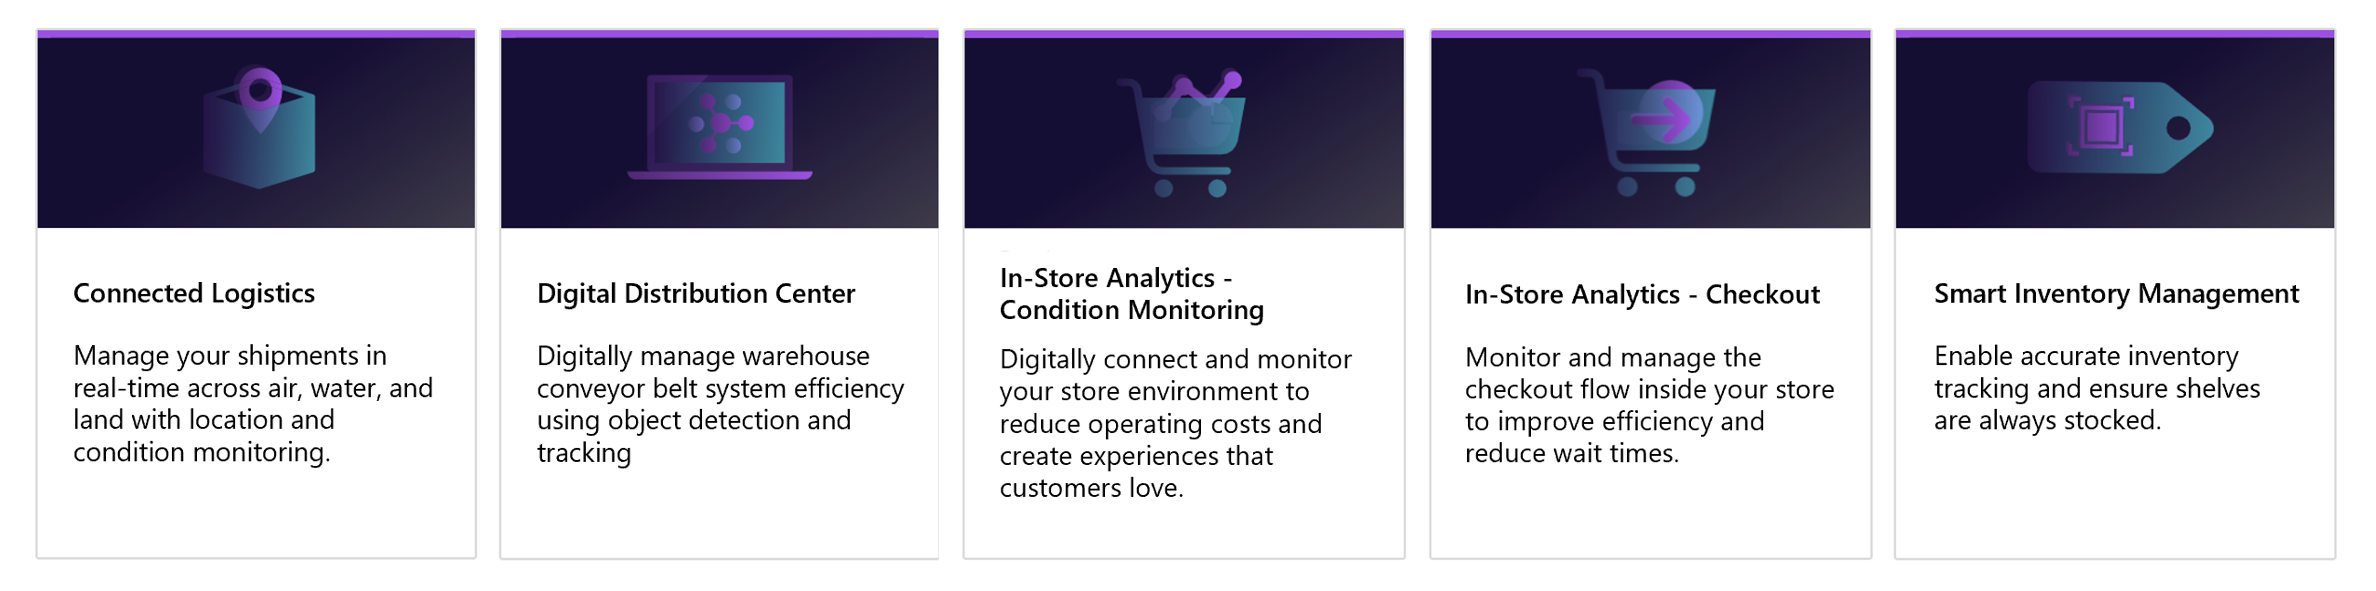 Connected Logistics
Manage your shipments in
real-time across air, water, and
land with location and
condition monitoring.
Digital Distribution Center
Digitally manage warehouse
conveyor belt system efficiency
using object detection and
tracking
In-Store Analytics -
Condition Monitoring
Digitally connect and monitor
your store environment to
reduce operating costs and
create experiences that
customers love.
In-Store Analytics - Checkout
Monitor and manage the
checkout flow inside your store
to improve efficiency and
reduce wait times.
Smart Inventory Management
Enable accurate inventory
tracking and ensure shelves
are always stocked.